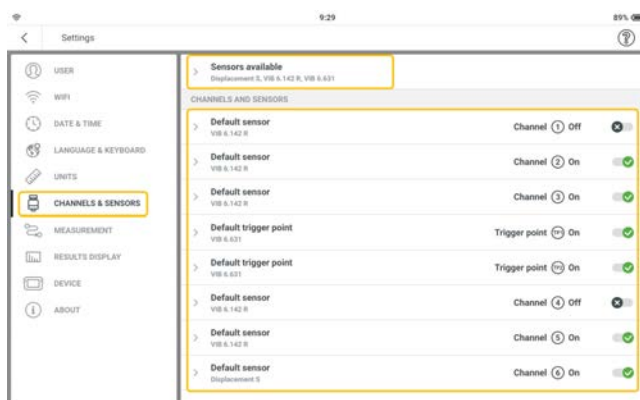 9:29
89%
Settings
USER
WIFI
DATE & TIME
LANGUAGE & KEYBOARD
UNITS
CHANNELS & SENSORS
MEASUREMENT
RESULTS DISPLAY
DEVICE
ABOUT
Sensors available
Displacement S, VIB 6.142 R, VIB 6.631
CHANNELS AND SENSORS
Default sensor
VIB 6.142 R
Channel 1 Off
Default sensor
VIB 6.142 R
Channel 2 On
Default sensor
VIB 6.142 R
Channel 3 On
Default trigger point
VIB 6.631
Trigger point TP1 On
Default trigger point
VIB 6.631
Trigger point TP2 On
Default sensor
VIB 6.142 R
Channel 4 Off
Default sensor
VIB 6.142 R
Channel 5 On
Default sensor
Displacement S
Channel 6 On